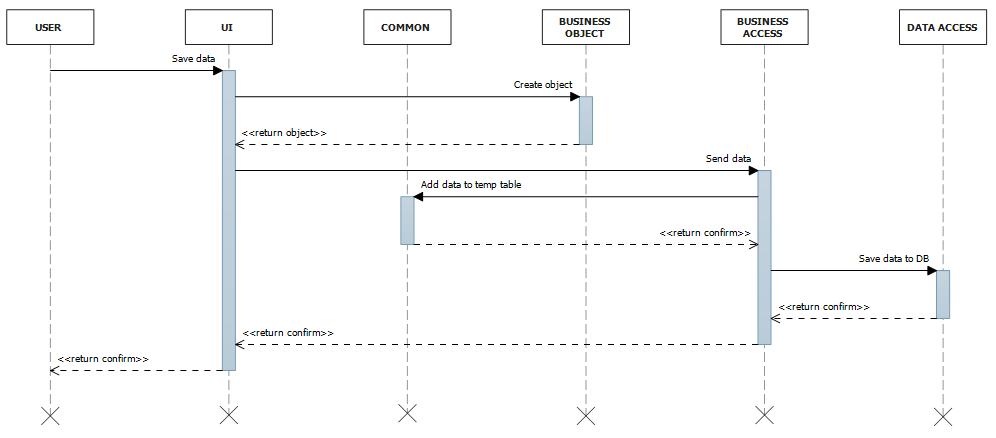 USER
UI
COMMON
BUSINESS
OBJECT
BUSINESS
ACCESS
DATA ACCESS
Save data
Create object
<<return object>>
Send data
Add data to temp table
<<return confirm>>
Save data to DB
<<return confirm>>
<<return confirm>>
<<return confirm>>